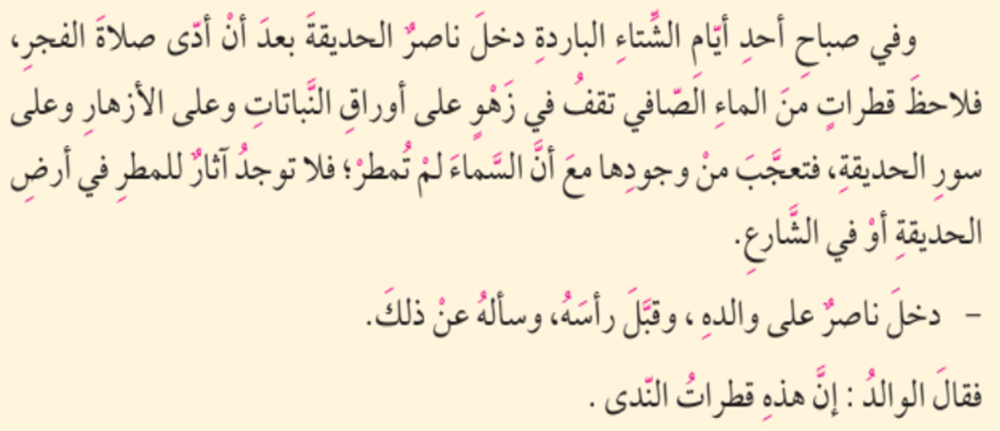 وفي صباحِ أحدِ أيّامِ الشِّتاءِ الباردةِ دخلَ ناصرٌ الحديقةَ بعدَ أنْ أدّى صلاةَ الفجرِ،
فلاحظَ قطراتٍ منَ الماءِ الصّافي تقفُ في زَهْوٍ على أوراقِ النَّباتاتِ وعلى الأزهارِ وعلى
سورِ الحديقةِ، فتعجَّبَ منْ وجودِها معَ أنَّ السَّماءَ لمْ تُمطرْ؛ فلا توجدُ آثارٌ للمطرِ في أرضِ
الحديقةِ أوْ في الشَّارعِ.
– دخلَ ناصرٌ على والدهِ ، وقبَّلَ رأسَهُ، وسألهُ عنْ ذلكَ.
فقالَ الوالدُ : إنَّ هذهِ قطراتُ النّدى .